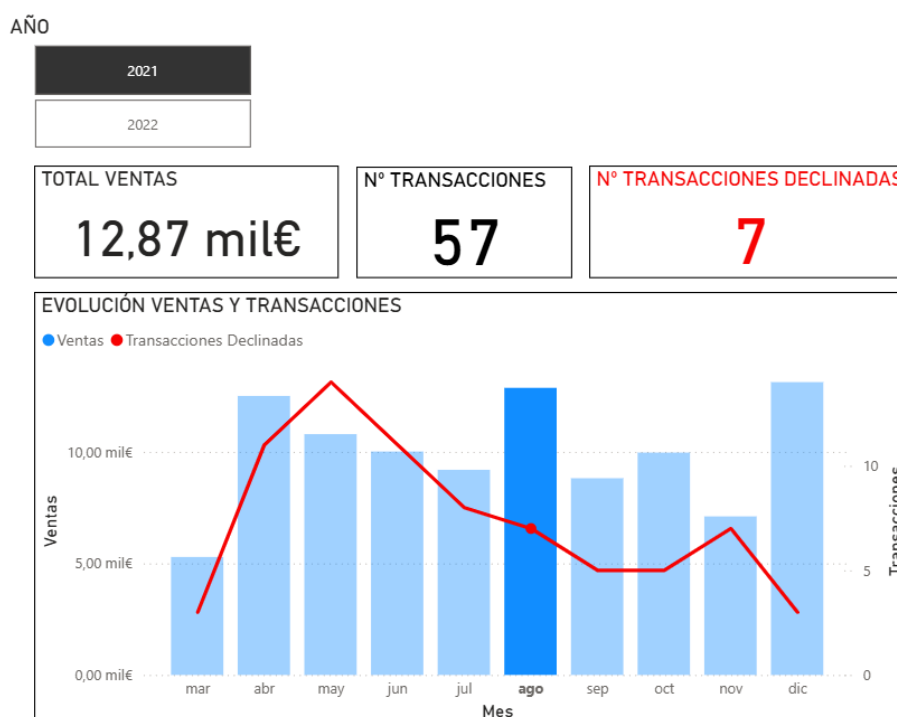 AÑO
2021
2022
TOTAL VENTAS
12,87 mil€
Nº TRANSACCIONES
57
Nº TRANSACCIONES DECLINADAS
7
EVOLUCIÓN VENTAS Y TRANSACCIONES
Ventas Transacciones Declinadas
10,00 mil€
5,00 mil€
0,00 mil€
Ventas
10
5
0
Transacciones
mar abr may jun jul ago sep oct nov dic
Mes